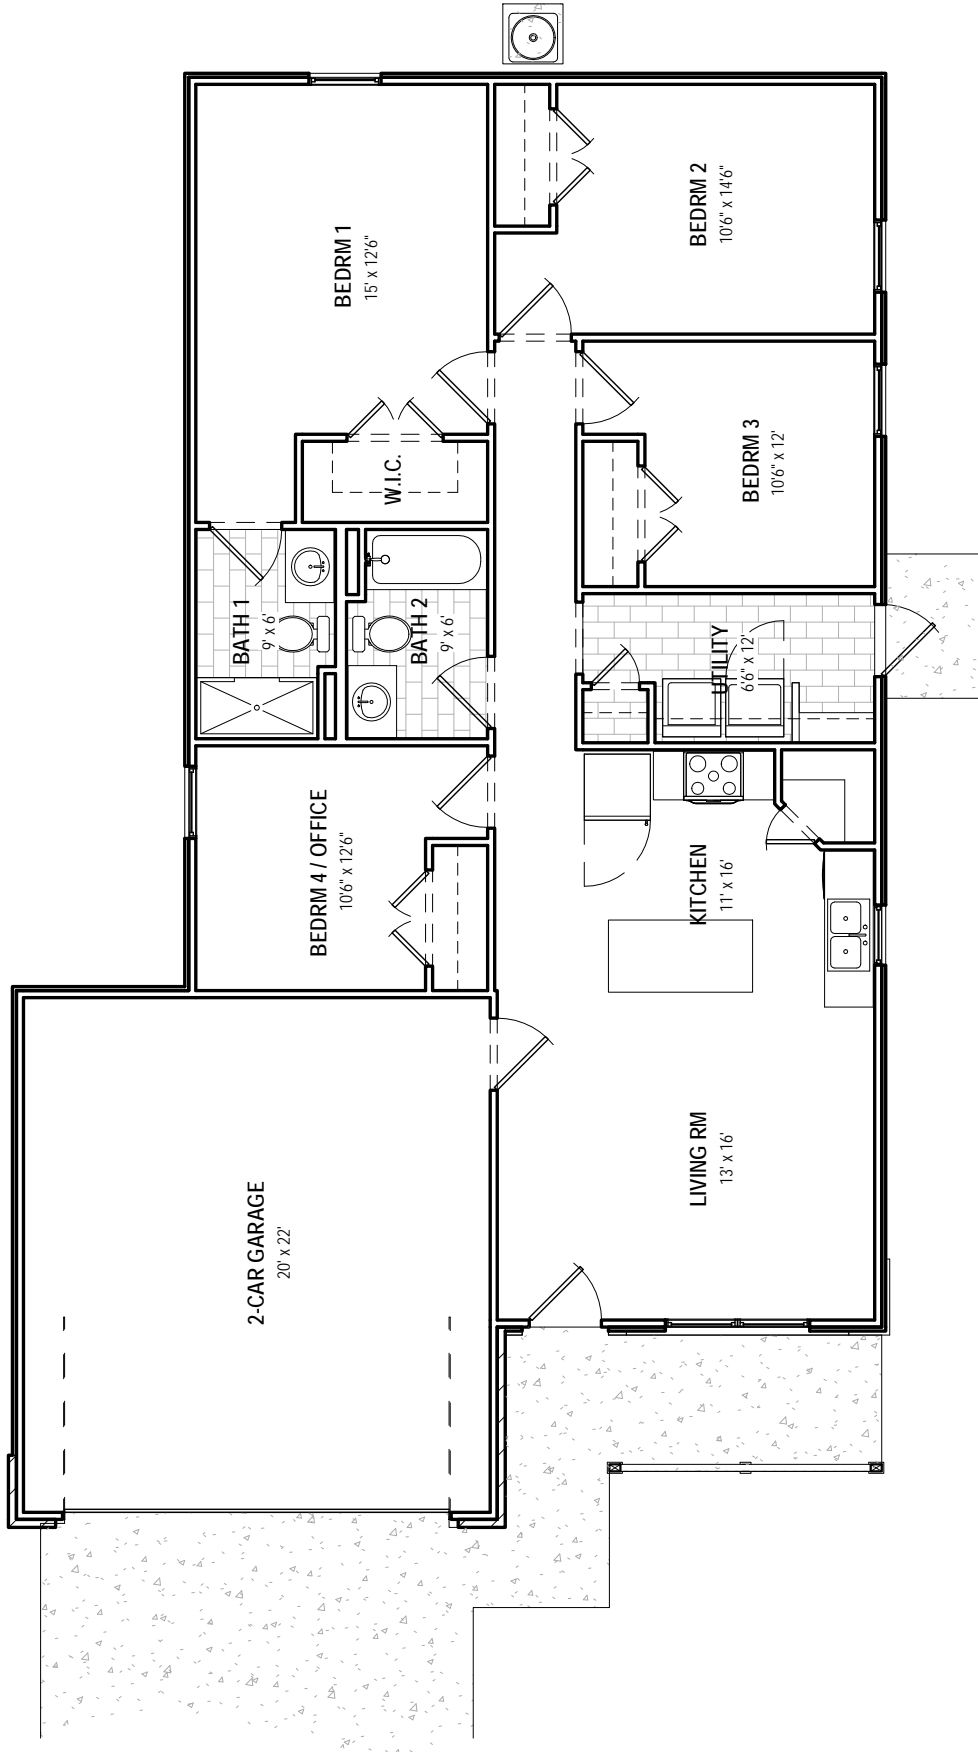 BEDRM 1
15' x 12'6"
BEDRM 2
10'6" x 14'6"
BEDRM 3
10'6" x 12'
W.I.C.
BATH 1
9' x 6'
BATH 2
9' x 6'
UTILITY
6'6" x 12'
BEDRM 4 / OFFICE
10'6" x 12'6"
KITCHEN
11' x 16'
LIVING RM
13' x 16'
2-CAR GARAGE
20' x 22'